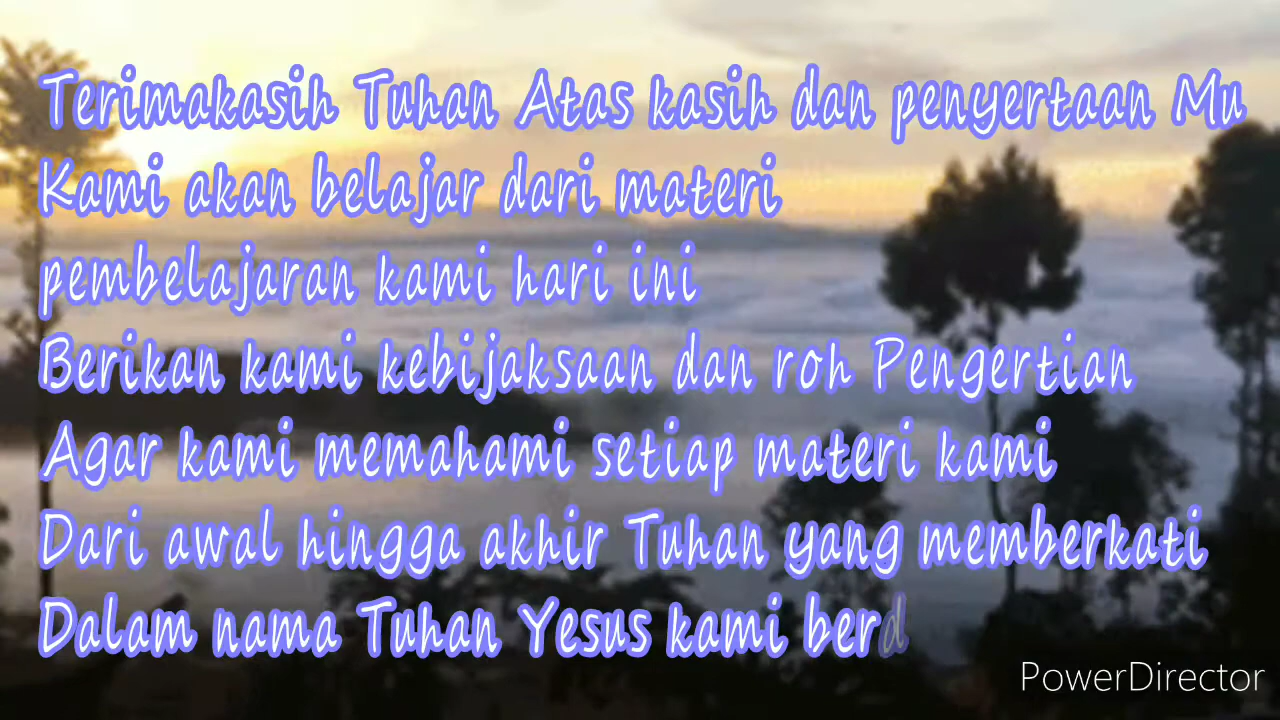 Terimakasih Tuhan Atas kasih dan penyertaan Mu
Kami akan belajar dari materi
pembelajaran kami hari ini
Berikan kami kebijaksaan dan roh Pengertian
Agar kami memahami setiap materi kami
Dari awal hingga akhir Tuhan yang memberkati
Dalam nama Tuhan Yesus kami berd
PowerDirector